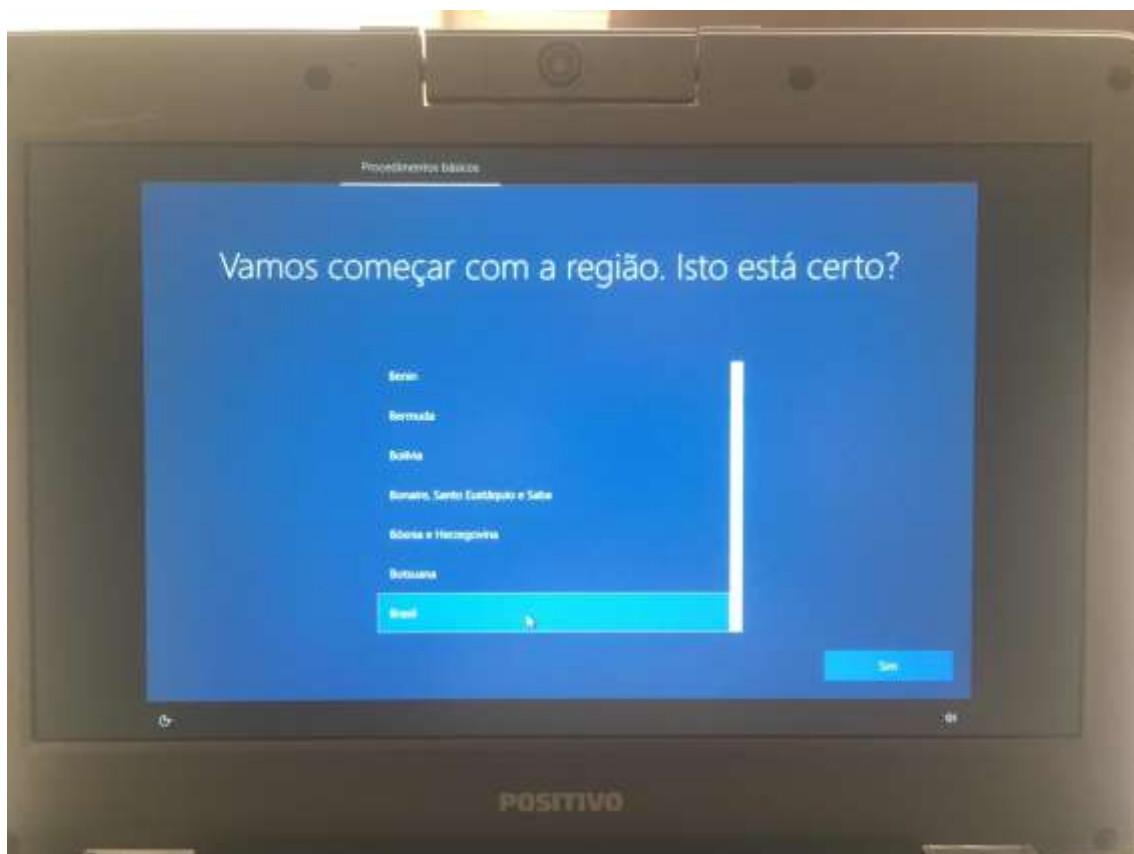 Procedimentos básicos
Vamos começar com a região. Isto está certo?
Benin
Bermuda
Bolívia
Bonaire, Santo Eustáquio e Saba
Bósnia e Herzegovina
Botsuana
Brasil
Sim
POSITIVO